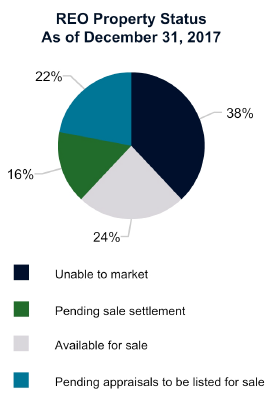 REO Property Status
As of December 31, 2017
22%
38%
16%
24%
Unable to market
Pending sale settlement
Available for sale
Pending appraisals to be listed for sale